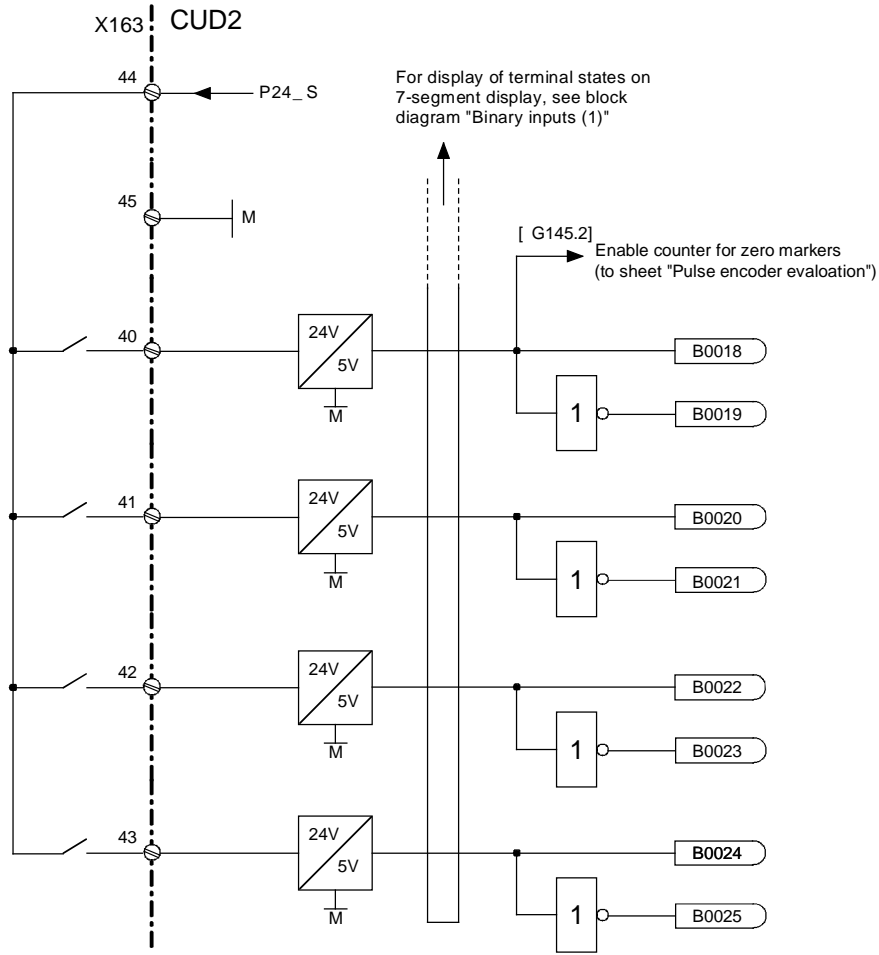 X163 CUD2
44
P24_S
For display of terminal states on
7-segment display, see block
diagram "Binary inputs (1)"
45
M
[ G145.2]
Enable counter for zero markers
(to sheet "Pulse encoder evaloation")
40
24V
5V
M
B0018
1
B0019
41
24V
5V
M
B0020
1
B0021
42
24V
5V
M
B0022
1
B0023
43
24V
5V
M
B0024
1
B0025